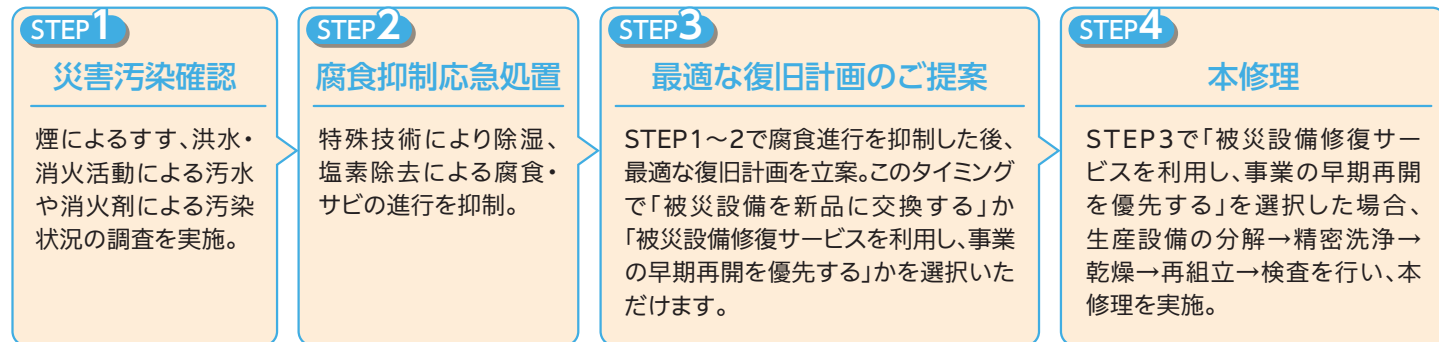 STEP1
災害汚染確認
煙によるすす、洪水・
消火活動による汚水
や消火剤による汚染
状況の調査を実施。
STEP2
腐食抑制応急処置
特殊技術により除湿、
塩素除去による腐食・
サビの進行を抑制。
STEP3
最適な復旧計画のご提案
STEP1〜2で腐食進行を抑制した後、
最適な復旧計画を立案。このタイミング
で「被災設備を新品に交換する」か
「被災設備修復サービスを利用し、事業
の早期再開を優先する」かを選択いた
だけます。
STEP4
本修理
STEP3で「被災設備修復サー
ビスを利用し、事業の早期再開
を優先する」を選択した場合、
生産設備の分解→精密洗浄→
乾燥→再組立→検査を行い、本
修理を実施。